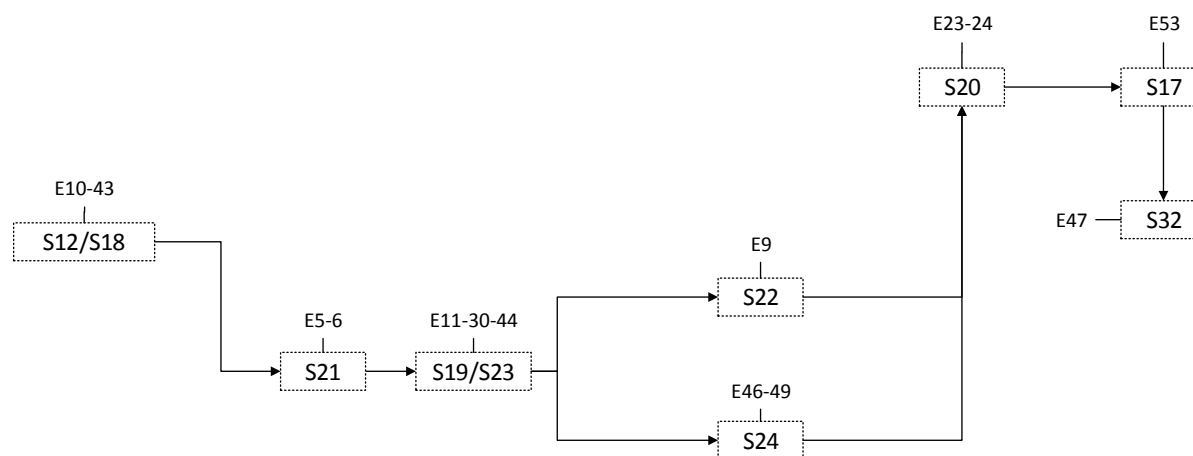 E23-24
E53
S20
S17
E10-43
S12/S18
E47
S32
E9
S22
E5-6
E11-30-44
S21
S19/S23
E46-49
S24